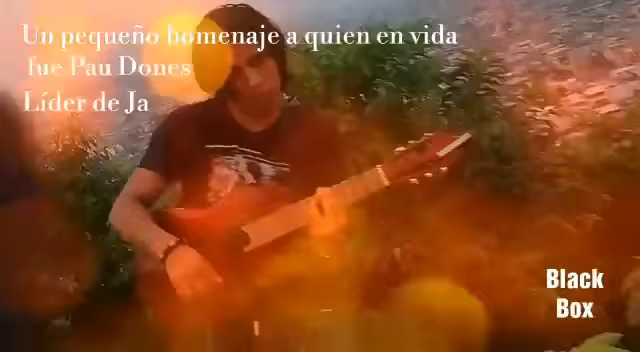 Un pequeño homenaje a quien en vida
fue Pau Dones
Líder de Ja
Black
Box